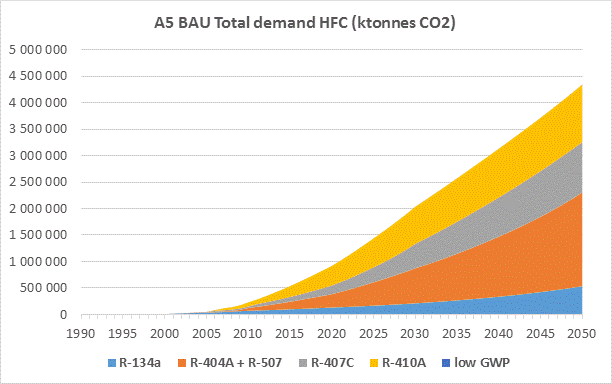 A5 BAU Total demand HFC (ktonnes CO2)
5 000 000
4 500 000
4 000 000
3 500 000
3 000 000
2 500 000
2 000 000
1 500 000
1 000 000
500 000
0
1990 1995 2000 2005 2010 2015 2020 2025 2030 2035 2040 2045 2050
R-134a R-404A + R-507 R-407C R-410A low GWP